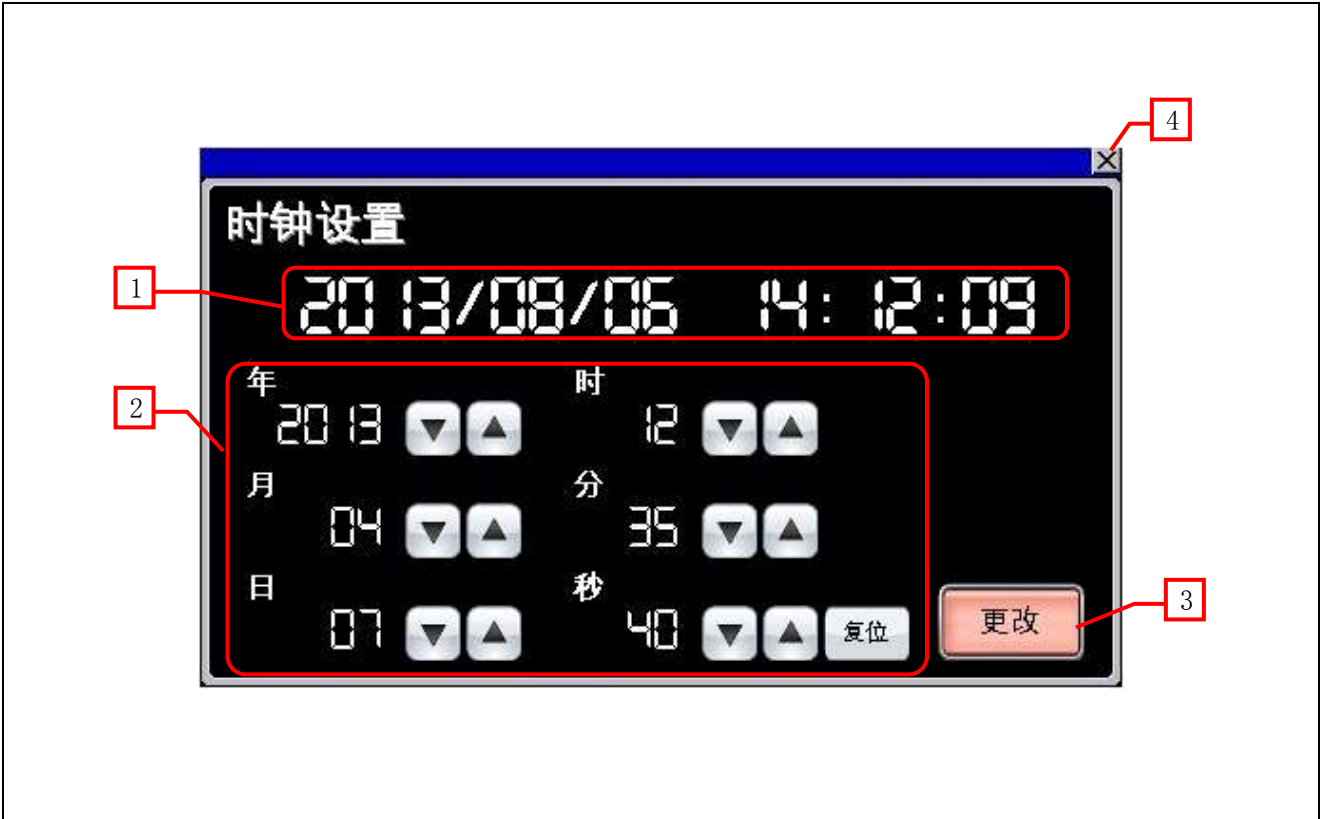 4
×
时钟设置
1
2013/08/06 14:12:09
2
年 时
2013 ▼ ▲ 12 ▼ ▲
月 分
04 ▼ ▲ 35 ▼ ▲
日 秒
07 ▼ ▲ 40 ▼ ▲ 复位
更改
3